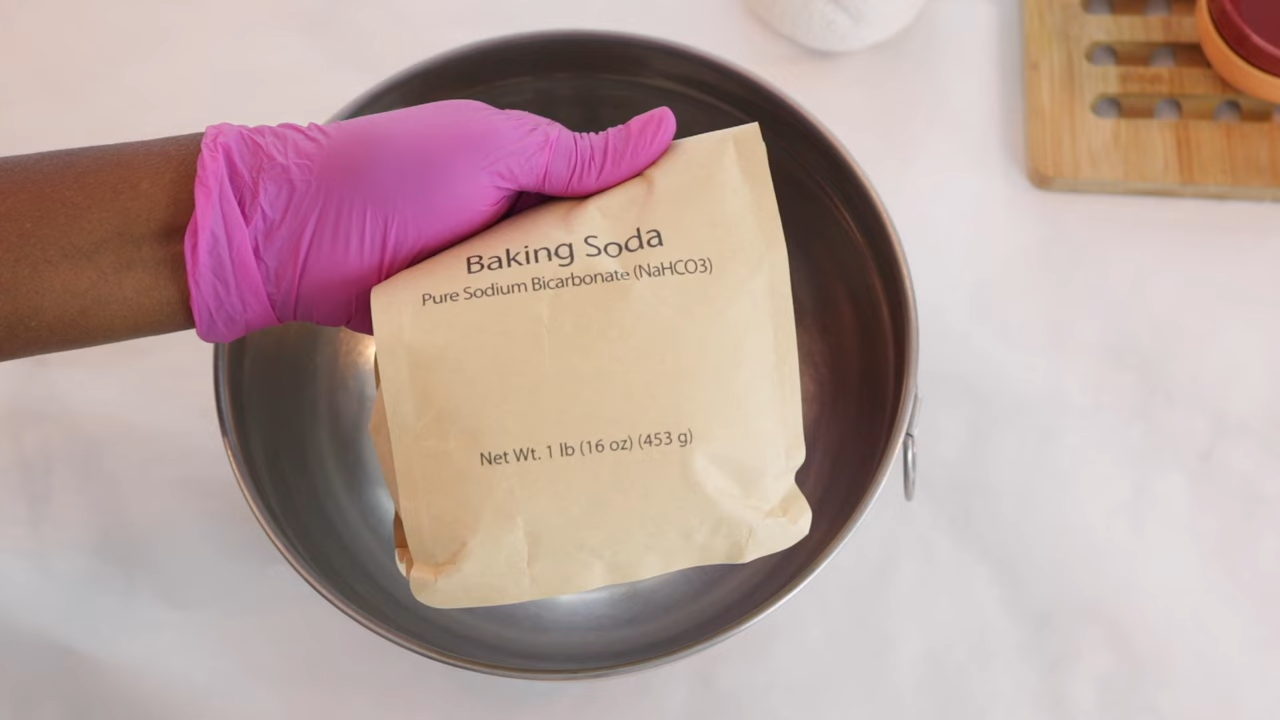 Baking Soda
Pure Sodium Bicarbonate (NaHCO3)
Net Wt. 1 lb (16 oz) (453 g)